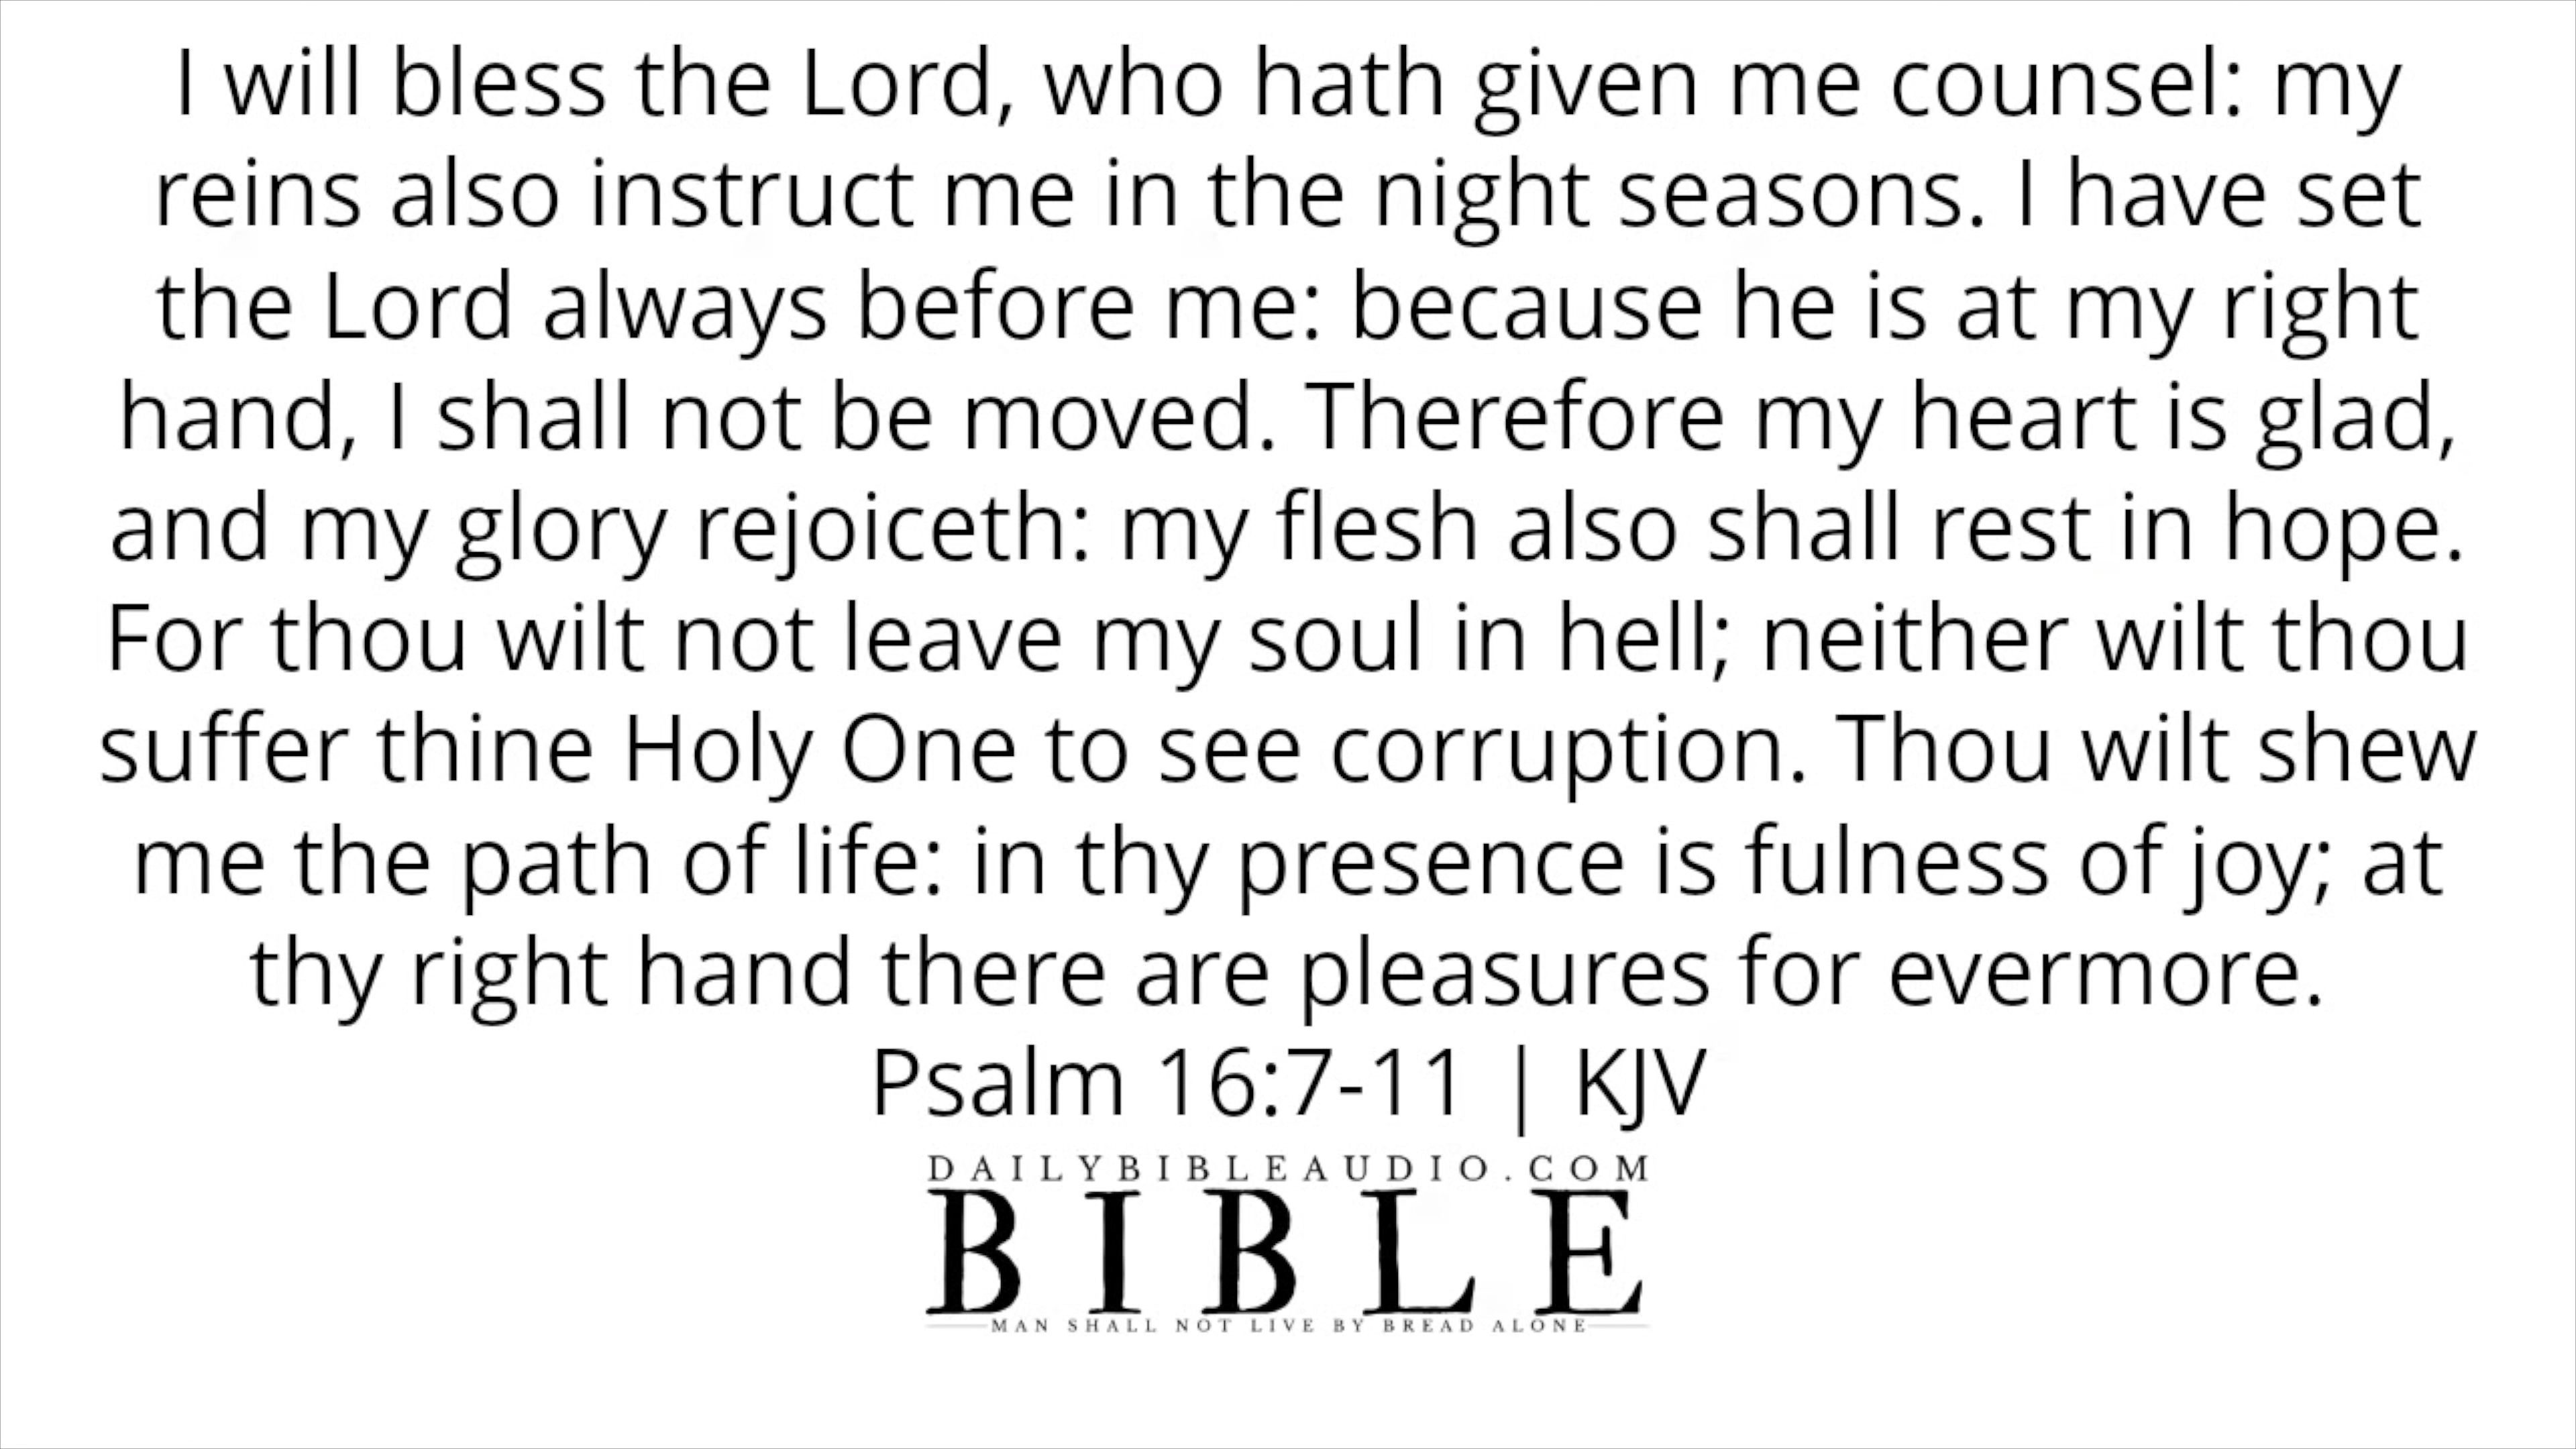 I will bless the Lord, who hath given me counsel: my
reins also instruct me in the night seasons. I have set
the Lord always before me: because he is at my right
hand, I shall not be moved. Therefore my heart is glad,
and my glory rejoiceth: my flesh also shall rest in hope.
For thou wilt not leave my soul in hell; neither wilt thou
suffer thine Holy One to see corruption. Thou wilt shew
me the path of life: in thy presence is fulness of joy; at
thy right hand there are pleasures for evermore.
Psalm 16:7-11 | KJV
DAILYBIBLEAUDIO.COM
BIBLE
MAN SHALL NOT LIVE BY BREAD ALONE